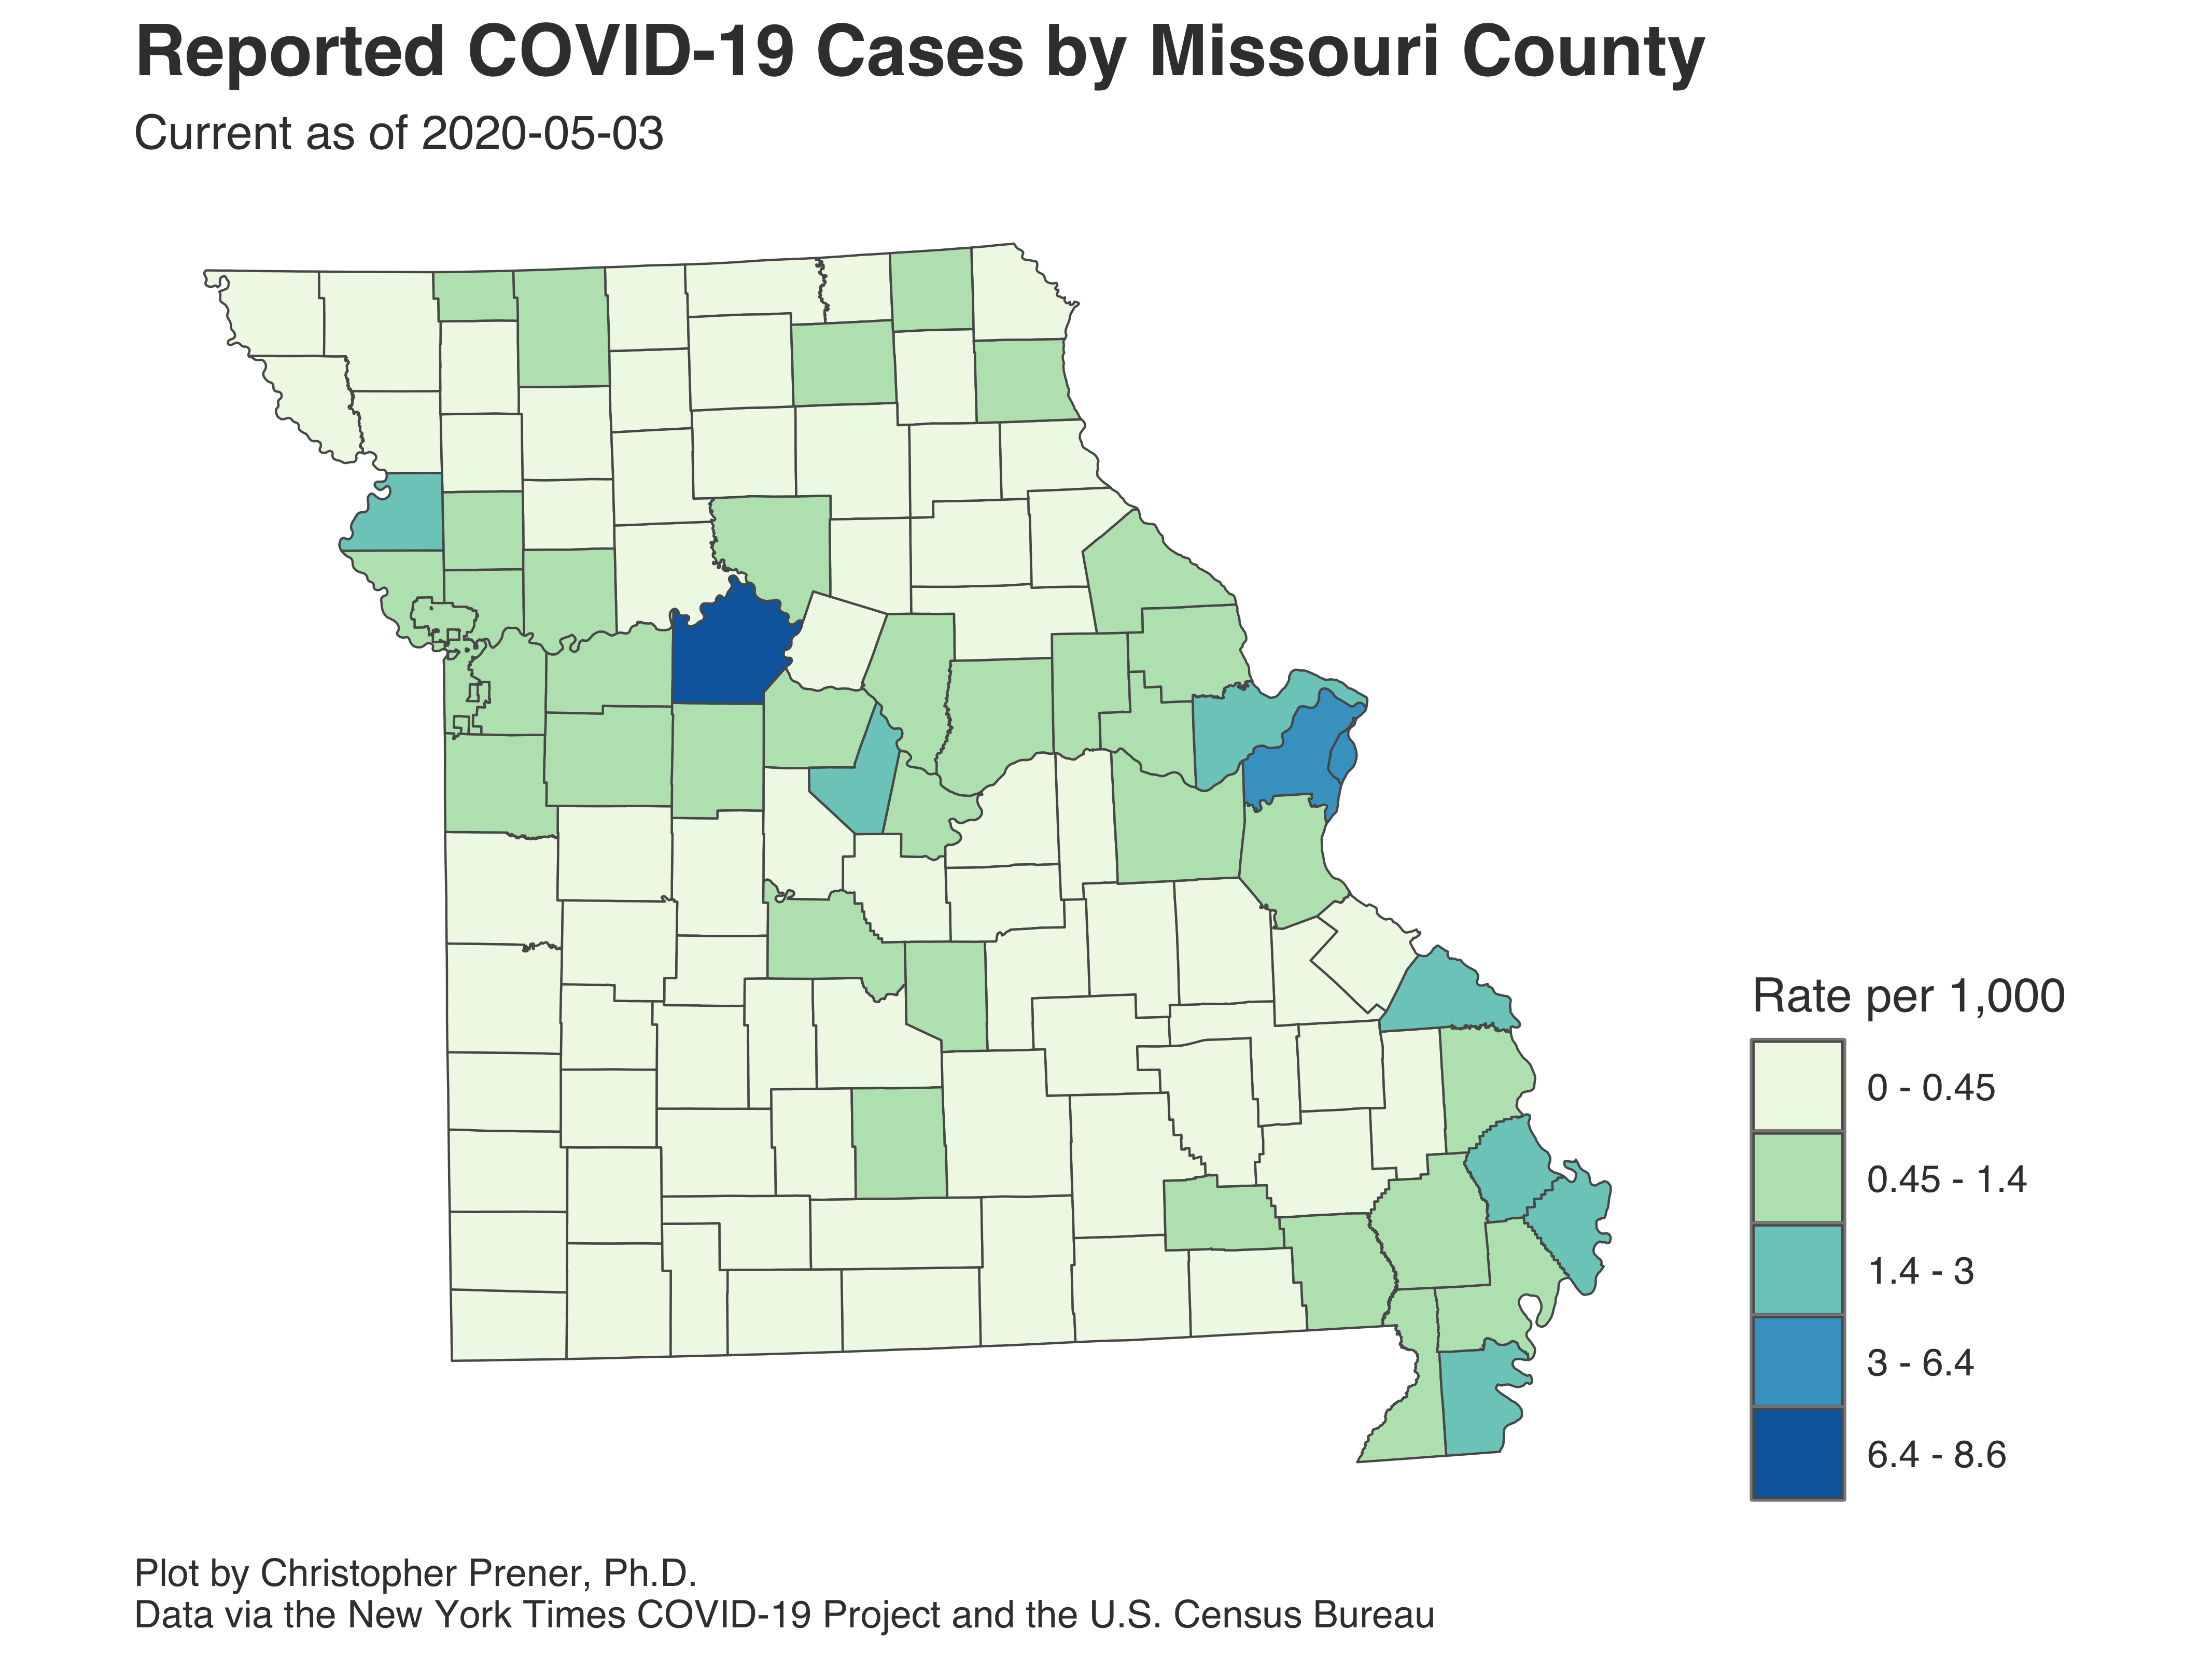 Reported COVID-19 Cases by Missouri County
Current as of 2020-05-03
Rate per 1,000
0 - 0.45
0.45 - 1.4
1.4 - 3
3 - 6.4
6.4 - 8.6
Plot by Christopher Prener, Ph.D.
Data via the New York Times COVID-19 Project and the U.S. Census Bureau